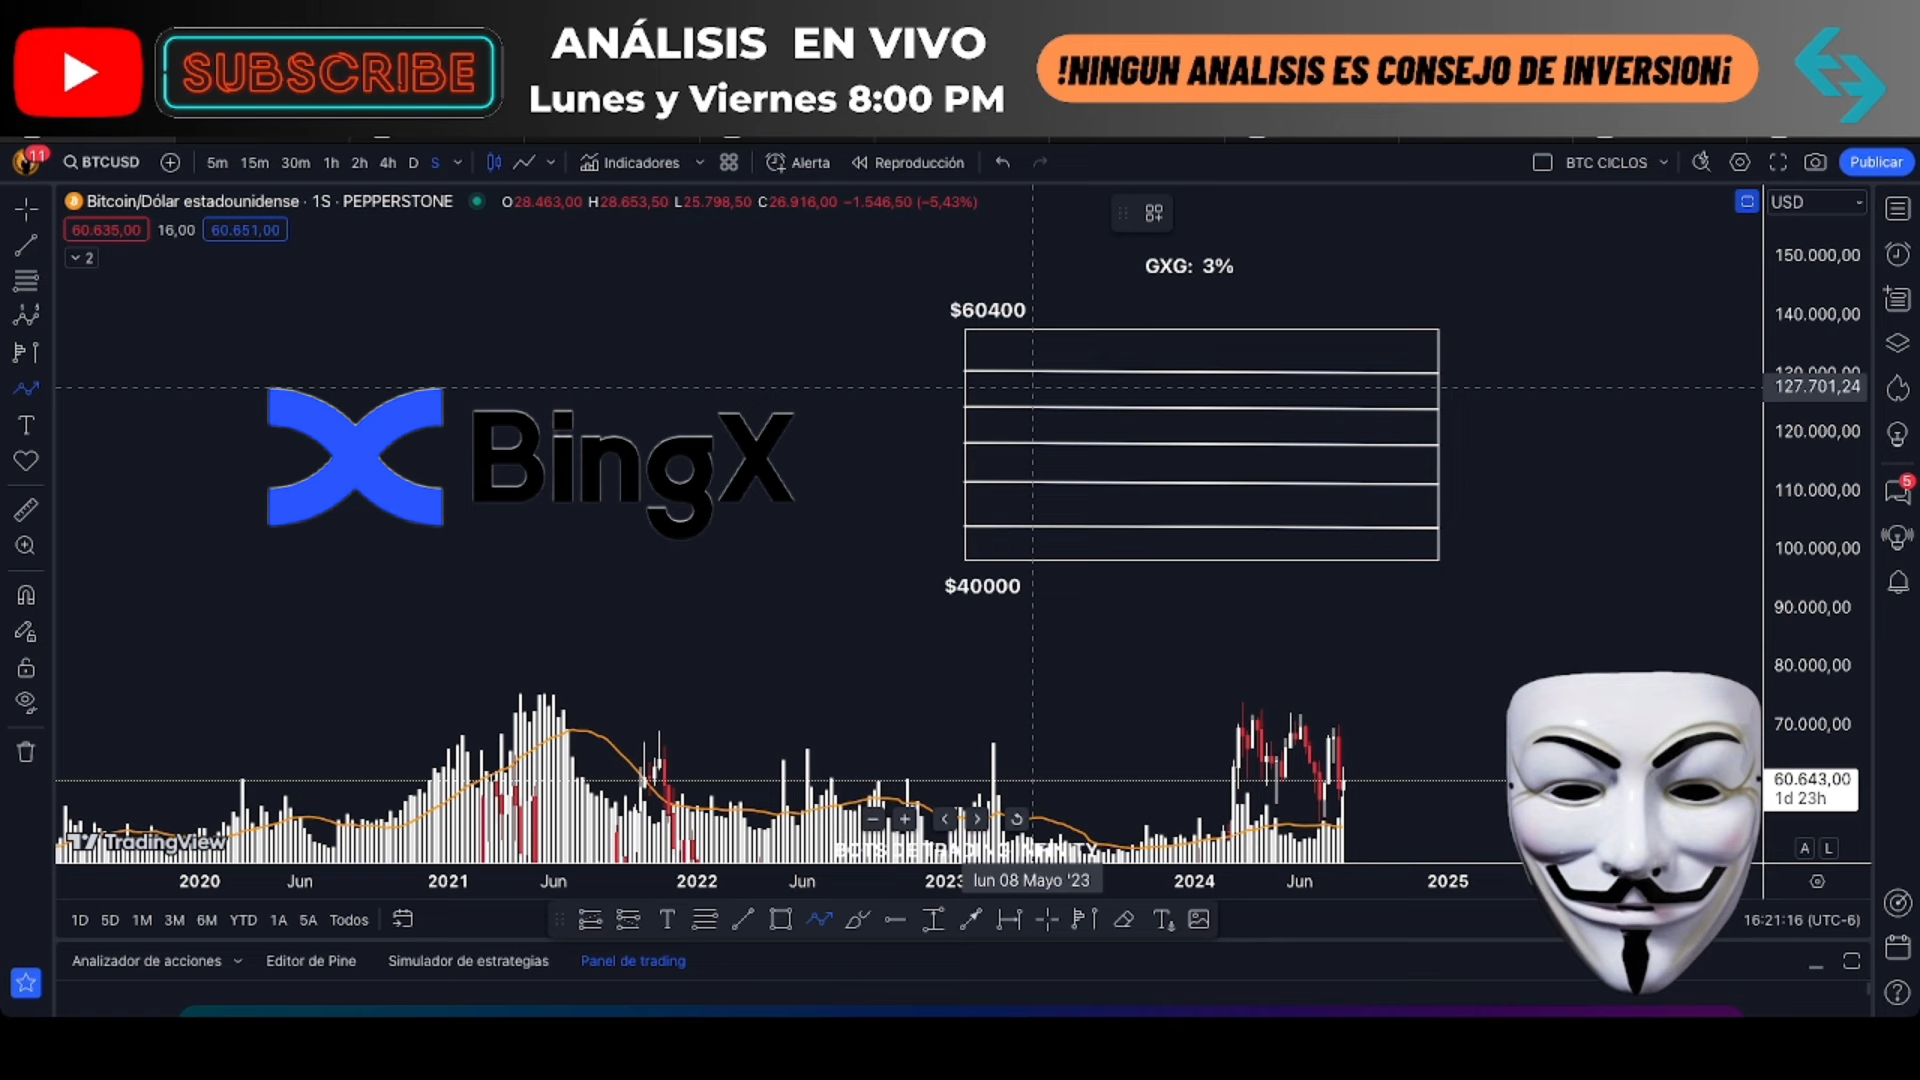 SUBSCRIBE
ANÁLISIS EN VIVO
Lunes y Viernes 8:00 PM
!NINGUN ANALISIS ES CONSEJO DE INVERSION¡
11
BTCUSD
5m 15m 30m 1h 2h 4h D S
Indicadores
Alerta
Reproducción
BTC CICLOS
Publicar
Bitcoin/Dólar estadounidense · 1S · PEPPERSTONE
O28.463,00 H28.653,50 L25.798,50 C26.916,00 −1.546,50 (−5,43%)
USD
60.635,00 16,00 60.651,00
2
GXG: 3%
$60400
$40000
BingX
150.000,00
140.000,00
127.701,24
120.000,00
110.000,00
100.000,00
90.000,00
80.000,00
70.000,00
60.643,00
1d 23h
5
A L
TradingView
2020 Jun 2021 Jun 2022 Jun 2023 lun 08 Mayo '23 2024 Jun 2025
1D 5D 1M 3M 6M YTD 1A 5A Todos
16:21:16 (UTC-6)
Analizador de acciones Editor de Pine Simulador de estrategias Panel de trading